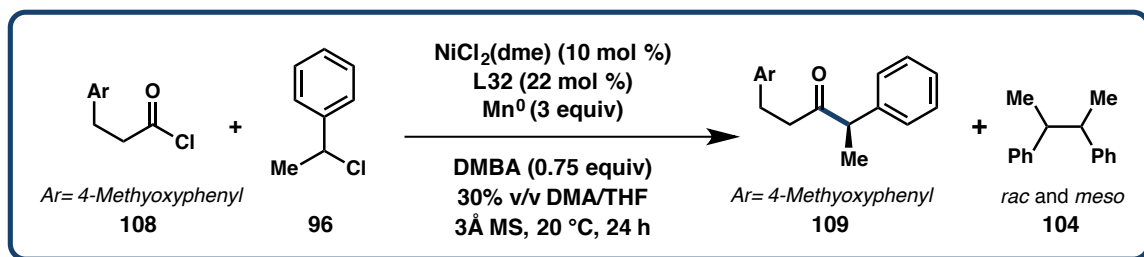 NiCl2(dme) (10 mol %)
L32 (22 mol %)
Mn0 (3 equiv)
Ar
O
Cl
+
Me
Cl
DMBA (0.75 equiv)
30% v/v DMA/THF
3Å MS, 20 °C, 24 h
Ar
O
Me
+
Me
Me
Ph
Ph
Ar= 4-Methyoxyphenyl
108
96
Ar= 4-Methyoxyphenyl
109
rac and meso
104